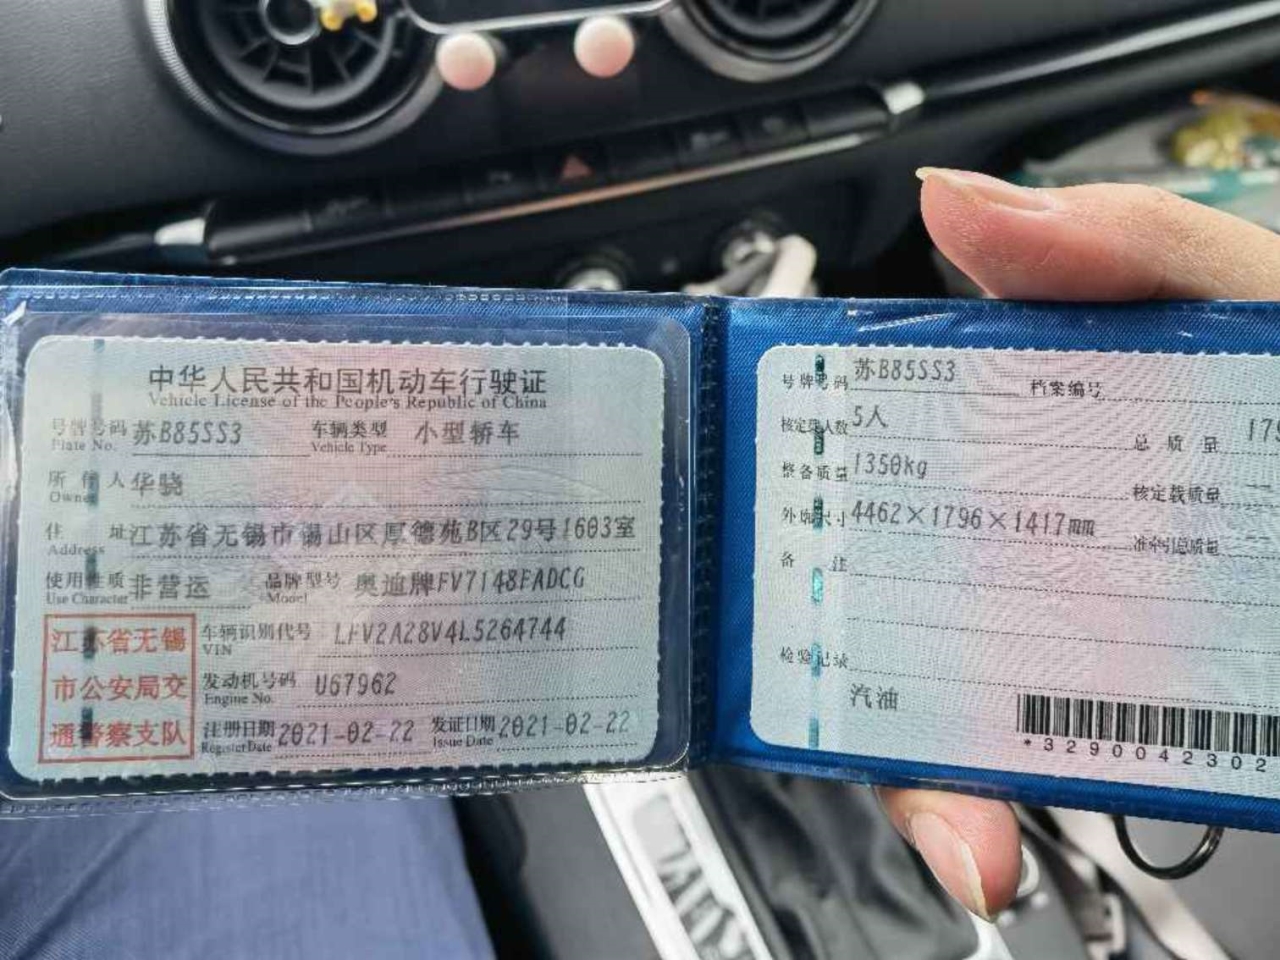 中华人民共和国机动车行驶证
Vehicle License of the People's Republic of China
号牌号码 苏B85SS3 车辆类型 小型轿车
Plate No. Vehicle Type
所有人 华骁
Owner
住址 江苏省无锡市锡山区厚德苑B区29号1603室
Address
使用性质 非营运 品牌型号 奥迪牌FV7148FADCG
Use Character Model
江苏省无锡
市公安局交
通警察支队
车辆识别代号 LFV2A28V4L5264744
VIN
发动机号码 U67962
Engine No.
注册日期 2021-02-22 发证日期 2021-02-22
Register Date Issue Date
号牌号码 苏B85SS3 档案编号
核定载人数 5人 总质量
整备质量 1350kg 核定载质量
外廓尺寸 4462×1796×1417mm 准牵引总质量
备注
检验记录
汽油
*3290042302